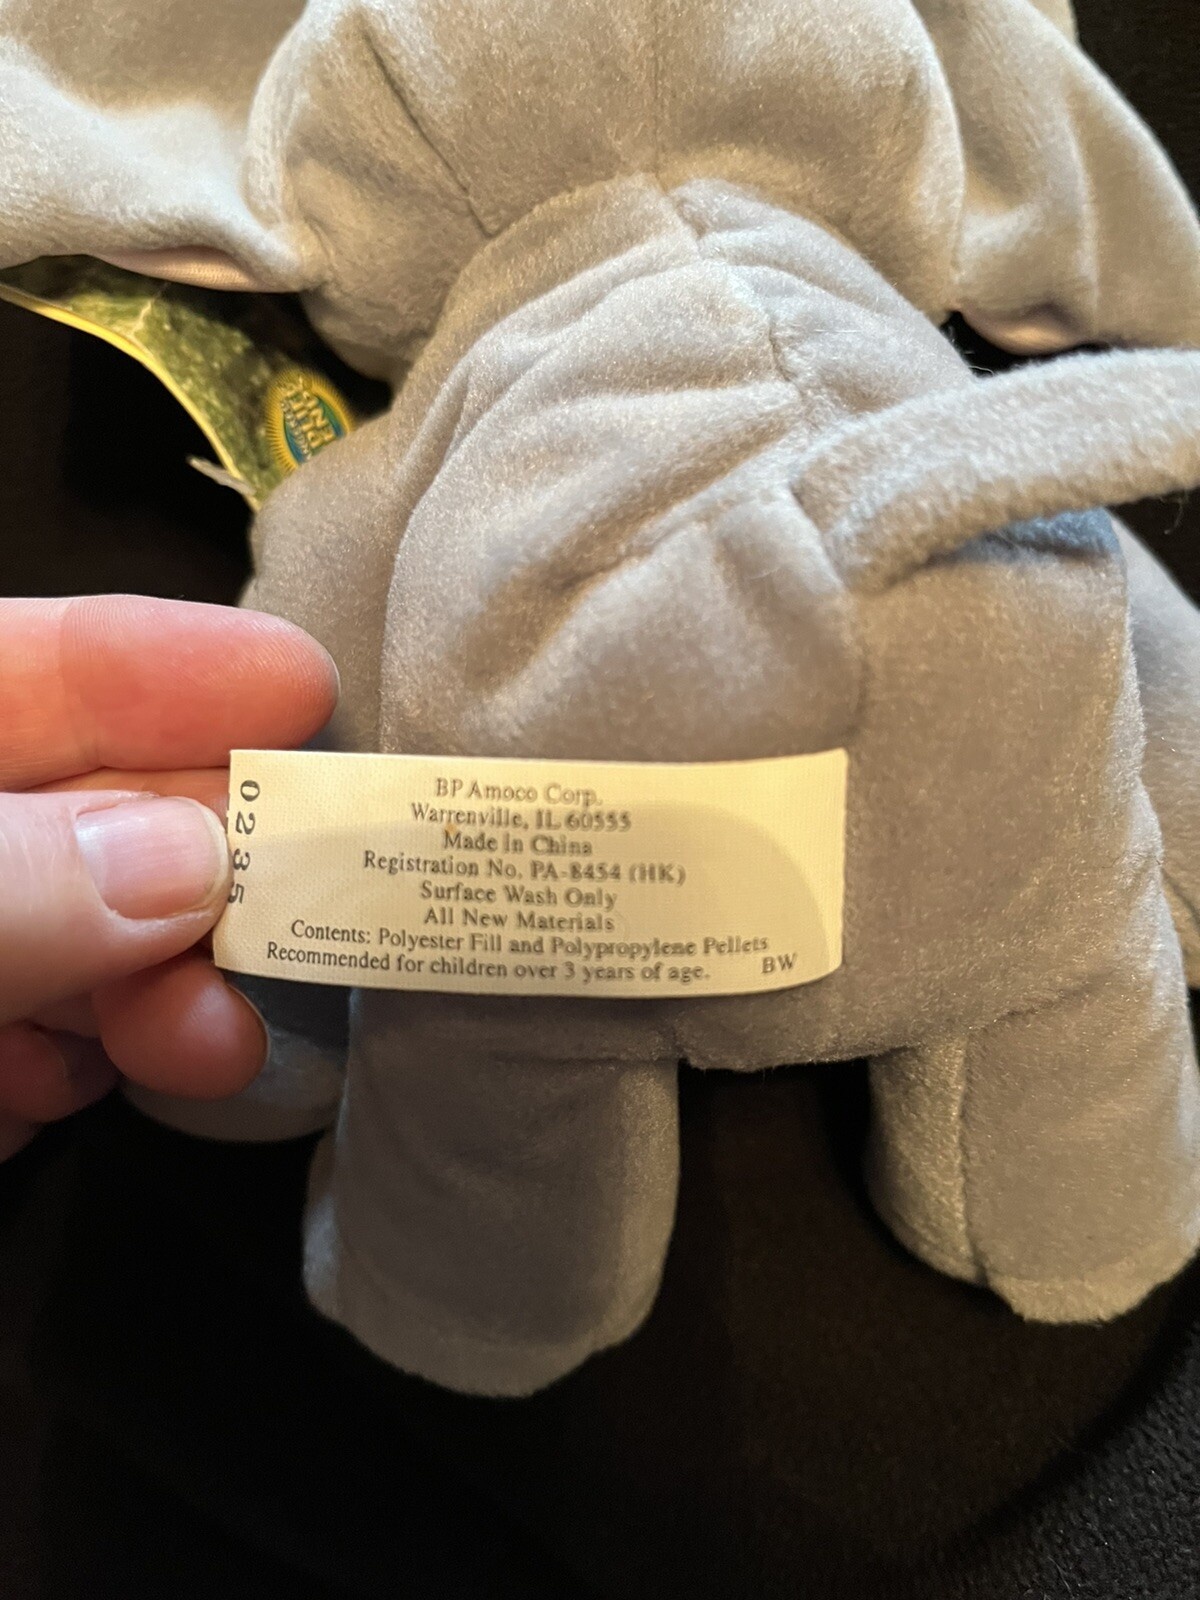 BP Amoco Corp.
Warrenville, IL 60555
Made in China
Registration No. PA-8454 (HK)
Surface Wash Only
All New Materials
Contents: Polyester Fill and Polypropylene Pellets
Recommended for children over 3 years of age. BW
0235